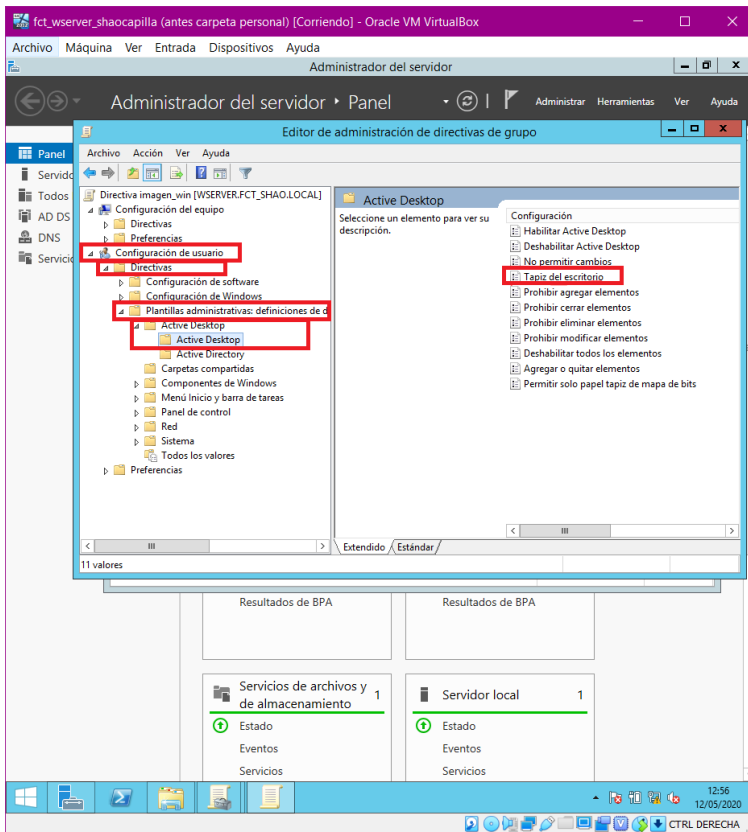 fct_wserver_shaocapilla (antes carpeta personal) [Corriendo] - Oracle VM VirtualBox
Archivo Máquina Ver Entrada Dispositivos Ayuda
Administrador del servidor
Administrador del servidor Panel
Administrar Herramientas Ver Ayuda
Editor de administración de directivas de grupo
Archivo Acción Ver Ayuda
Panel
Todos
AD DS
DNS
Directiva imagen_win [WSERVER.FCT_SHAO.LOCAL]
Configuración del equipo
Directivas
Preferencias
Configuración de usuario
Directivas
Configuración de software
Configuración de Windows
Plantillas administrativas: definiciones de d
Active Desktop
Active Desktop
Active Directory
Carpetas compartidas
Componentes de Windows
Menú Inicio y barra de tareas
Panel de control
Red
Sistema
Todos los valores
Preferencias
Active Desktop
Seleccione un elemento para ver su
descripción.
Configuración
Habilitar Active Desktop
Deshabilitar Active Desktop
No permitir cambios
Tapiz del escritorio
Prohibir agregar elementos
Prohibir cerrar elementos
Prohibir eliminar elementos
Prohibir modificar elementos
Deshabilitar todos los elementos
Agregar o quitar elementos
Permitir solo papel tapiz de mapa de bits
Extendido Estándar
11 valores
Resultados de BPA
Resultados de BPA
Servicios de archivos y
de almacenamiento
1
Estado
Eventos
Servicios
Servidor local 1
Estado
Eventos
Servicios
12:56
12/05/2020
CTRL DERECHA